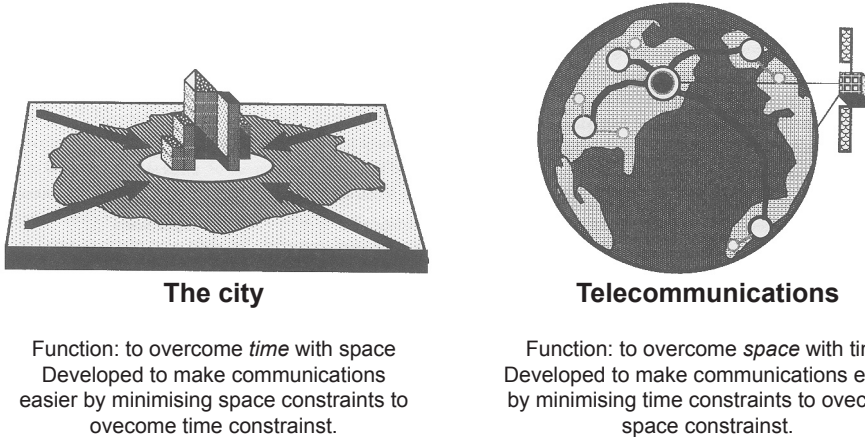 The city
Function: to overcome time with space
Developed to make communications
easier by minimising space constraints to
ovecome time constrainst.
Telecommunications
Function: to overcome space with
Developed to make communications
by minimising time constraints to
space constrainst.